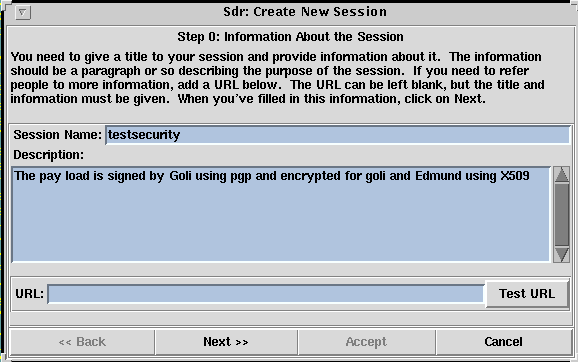 Sdr: Create New Session
Step 0: Information About the Session
You need to give a title to your session and provide information about it. The information
should be a paragraph or so describing the purpose of the session. If you need to refer
people to more information, add a URL below. The URL can be left blank, but the title and
information must be given. When you've filled in this information, click on Next.
Session Name: testsecurity
Description:
The pay load is signed by Goli using pgp and encrypted for goli and Edmund using X509
URL: Test URL
<< Back Next >> Accept Cancel